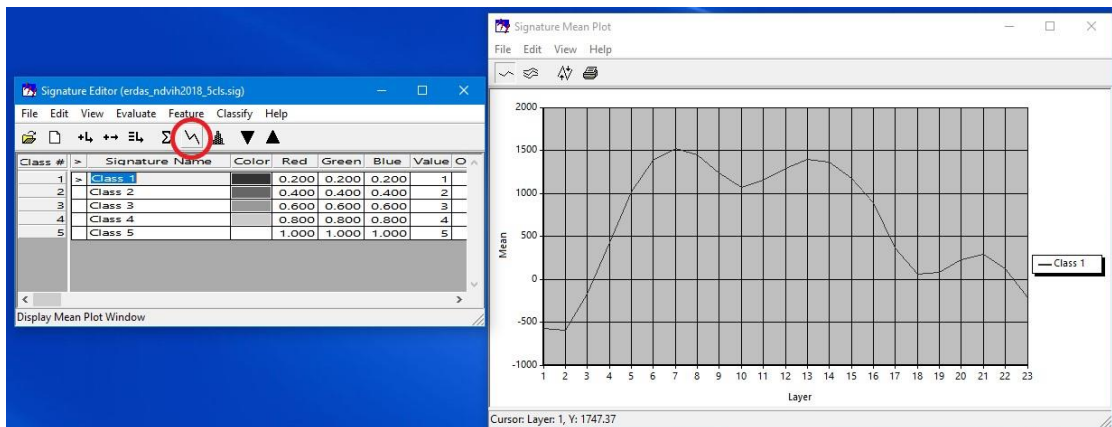 Signature Editor (erdas_ndvih2018_5cls.sig)
File Edit View Evaluate Feature Classify Help
Class # > Signature Name Color Red Green Blue Value O
1 > Class 1 0.200 0.200 0.200 1
2 Class 2 0.400 0.400 0.400 2
3 Class 3 0.600 0.600 0.600 3
4 Class 4 0.800 0.800 0.800 4
5 Class 5 1.000 1.000 1.000 5
Display Mean Plot Window
Signature Mean Plot
File Edit View Help
2000
1500
1000
500
0
-500
-1000
Mean
1 2 3 4 5 6 7 8 9 10 11 12 13 14 15 16 17 18 19 20 21 22 23
Layer
Class 1
Cursor: Layer: 1, Y: 1747.37